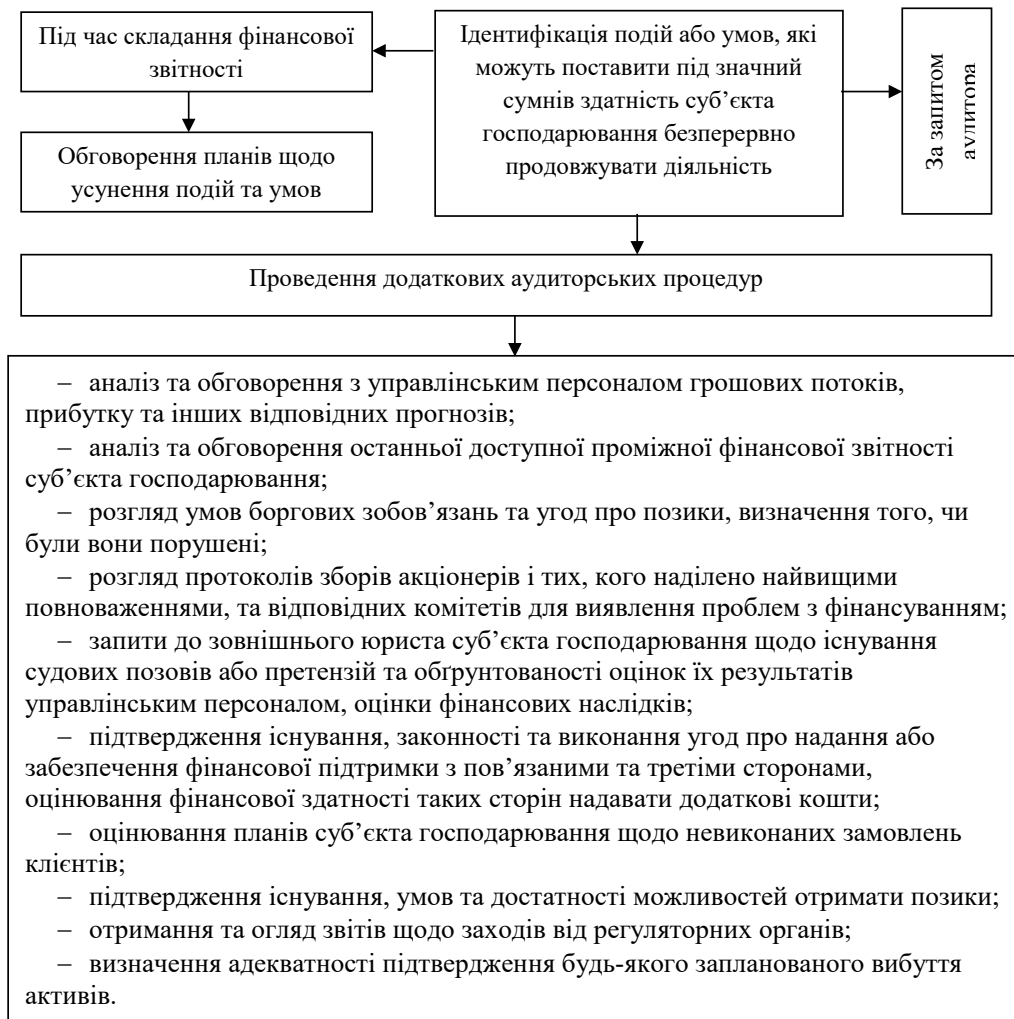 Під час складання фінансової
звітності
Обговорення планів щодо
усунення подій та умов
Ідентифікація подій або умов, які
можуть поставити під значний
сумнів здатність суб’єкта
господарювання безперервно
продовжувати діяльність
За запитом
аудитора
Проведення додаткових аудиторських процедур
– аналіз та обговорення з управлінським персоналом грошових потоків,
прибутку та інших відповідних прогнозів;
– аналіз та обговорення останньої доступної проміжної фінансової звітності
суб’єкта господарювання;
– розгляд умов боргових зобов’язань та угод про позики, визначення того, чи
були вони порушені;
– розгляд протоколів зборів акціонерів і тих, кого наділено найвищими
повноваженнями, та відповідних комітетів для виявлення проблем з фінансуванням;
– запити до зовнішнього юриста суб’єкта господарювання щодо існування
судових позовів або претензій та обґрунтованості оцінок їх результатів
управлінським персоналом, оцінки фінансових наслідків;
– підтвердження існування, законності та виконання угод про надання або
забезпечення фінансової підтримки з пов’язаними та третіми сторонами,
оцінювання фінансової здатності таких сторін надавати додаткові кошти;
– оцінювання планів суб’єкта господарювання щодо невиконаних замовлень
клієнтів;
– підтвердження існування, умов та достатності можливостей отримати позики;
– отримання та огляд звітів щодо заходів від регуляторних органів;
– визначення адекватності підтвердження будь-якого запланованого вибуття
активів.